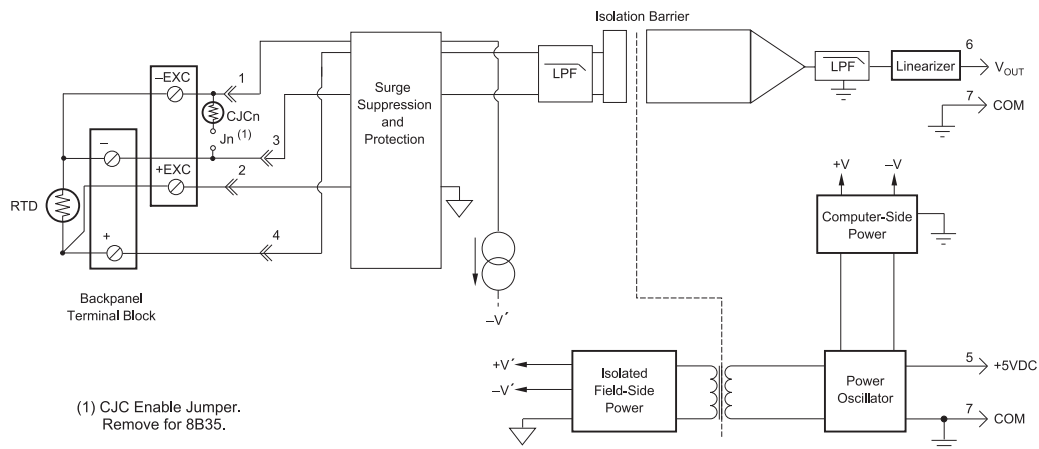 Isolation Barrier
–EXC
1
CJCn
Jn (1)
3
–
+EXC
2
RTD
+
4
Backpanel
Terminal Block
Surge
Suppression
and
Protection
LPF
LPF
Linearizer
6
VOUT
7
COM
–V´
+V
–V
Computer-Side
Power
+V´
–V´
Isolated
Field-Side
Power
Power
Oscillator
5
+5VDC
7
COM
(1) CJC Enable Jumper.
Remove for 8B35.